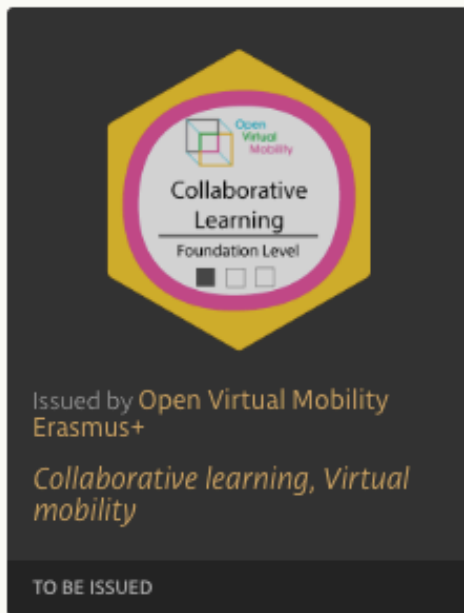 Open
Virtual
Mobility
Collaborative
Learning
Foundation Level
Issued by Open Virtual Mobility
Erasmus+
Collaborative learning, Virtual
mobility
TO BE ISSUED